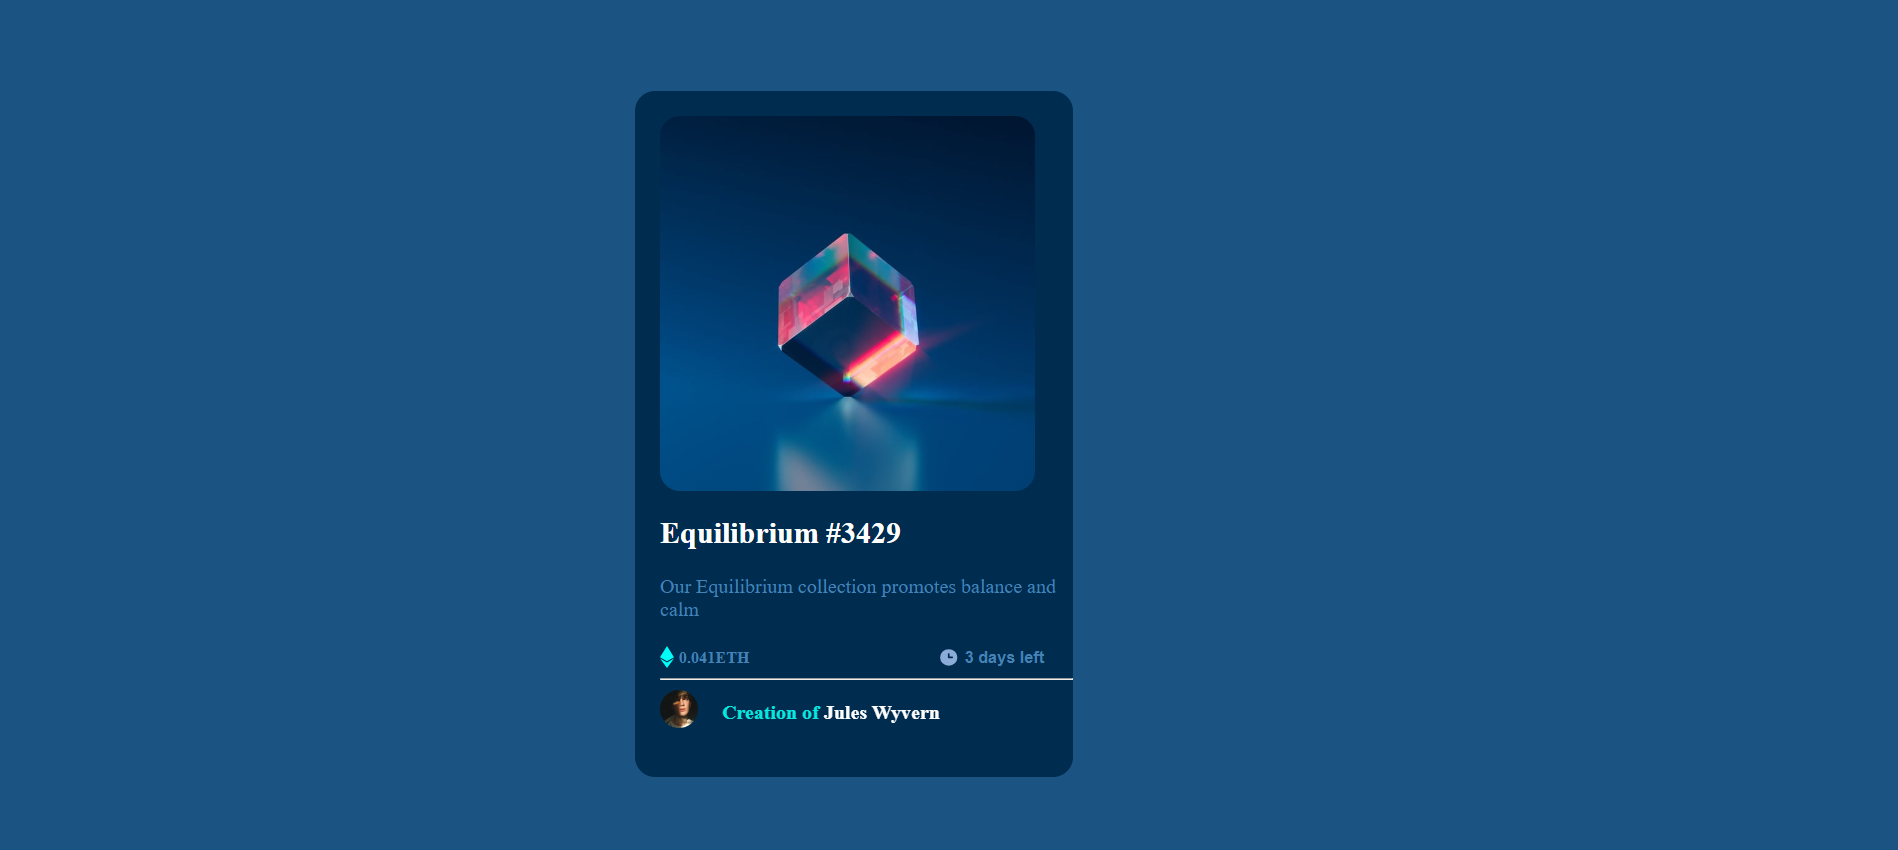 Equilibrium #3429
Our Equilibrium collection promotes balance and
calm
0.041ETH 3 days left
Creation of Jules Wyvern